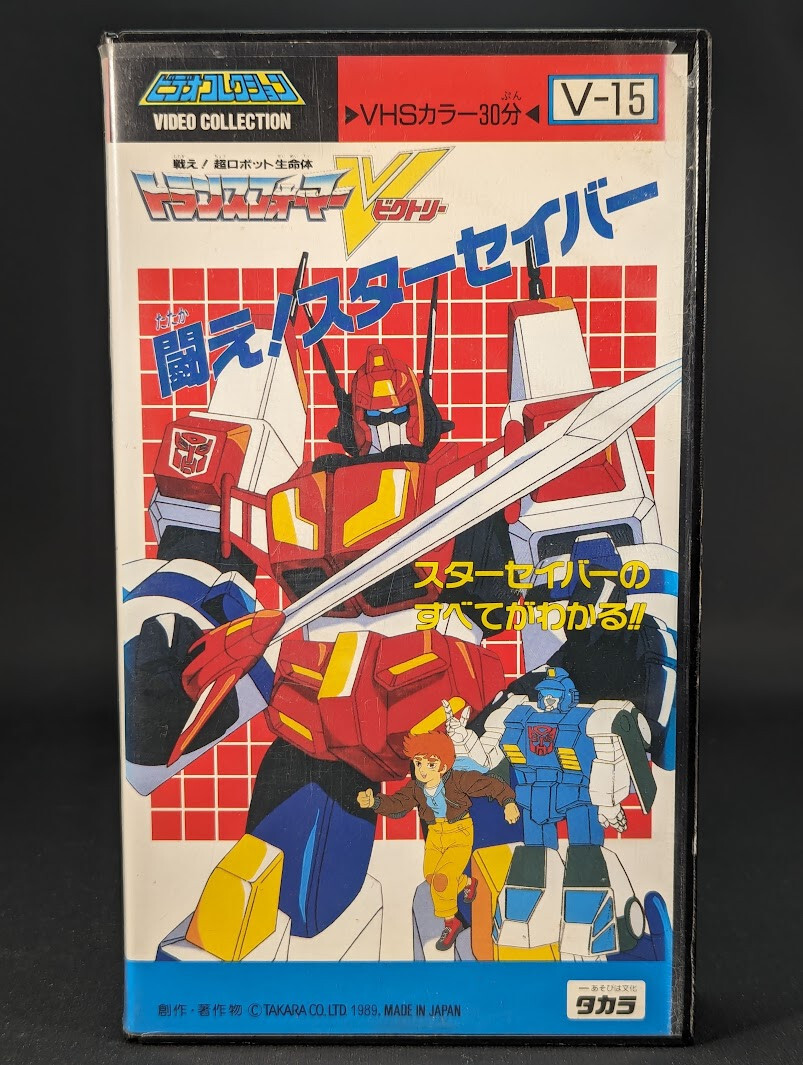 ビデオコレクション
VIDEO COLLECTION
▶VHSカラー30分◀
ぷん
V-15
戦え!超ロボット生命体
トランスフォーマーV
ビクトリー
闘え!スターセイバー
たたか
スターセイバーの
すべてがわかる!!
創作・著作物 ©TAKARA CO.LTD. 1989, MADE IN JAPAN
あそびは文化
タカラ